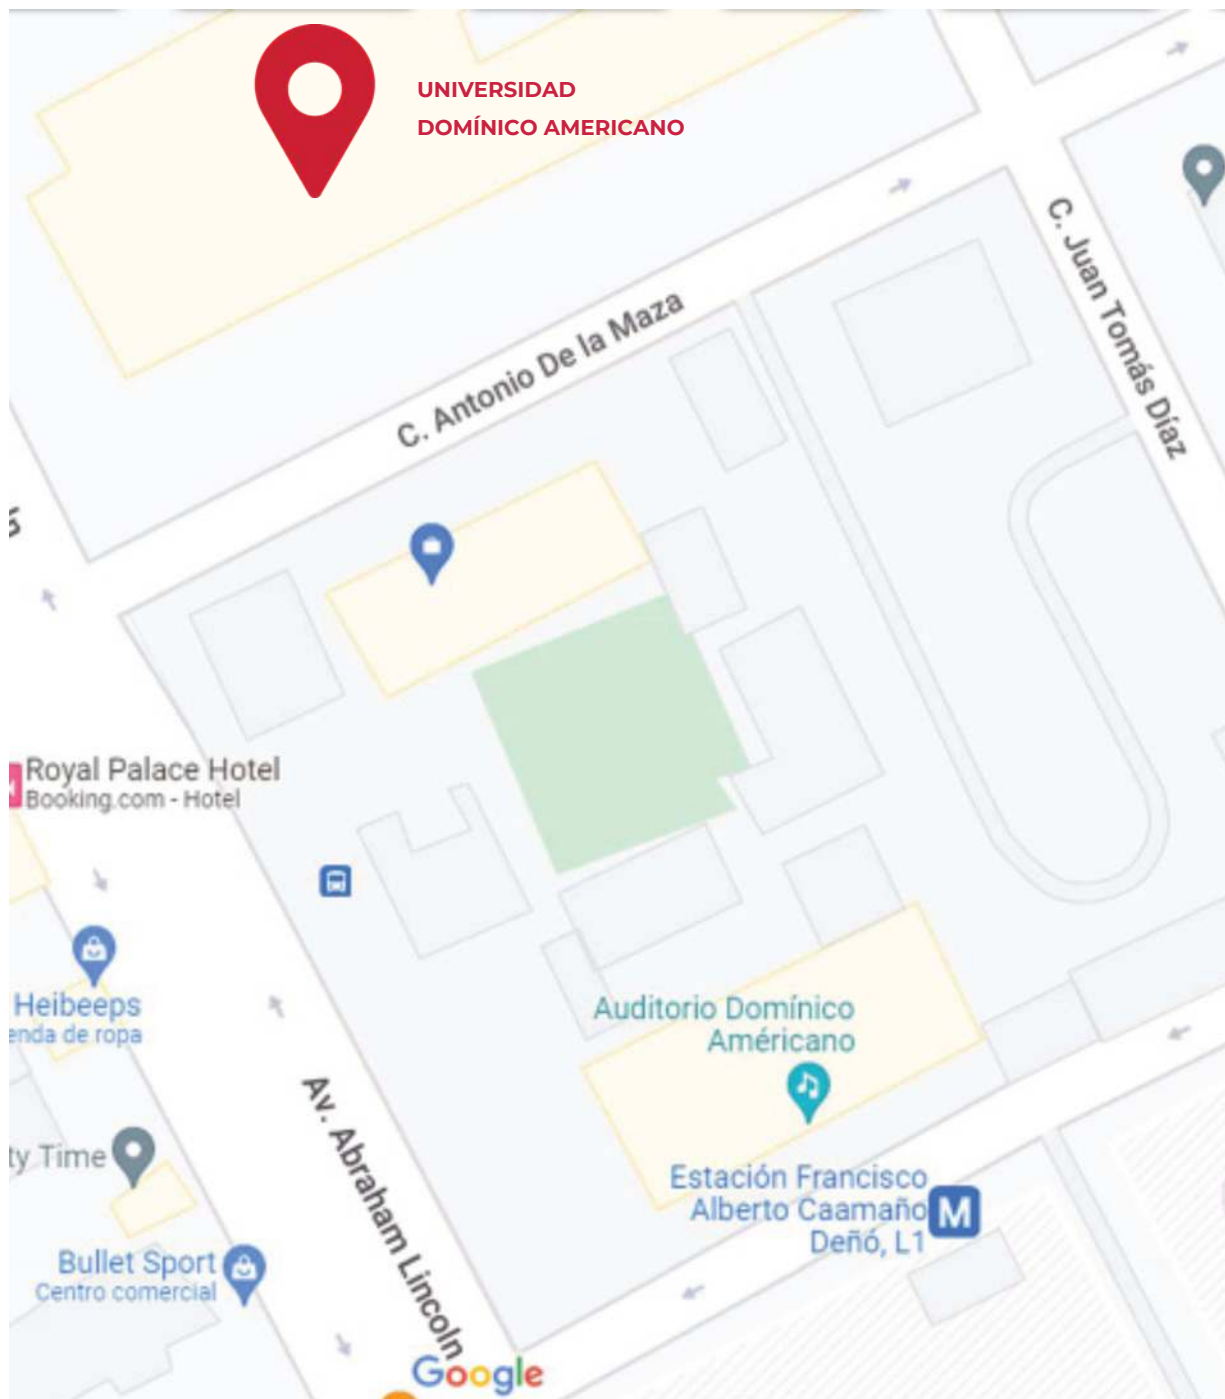 UNIVERSIDAD
DOMÍNICO AMERICANO
C. Juan Tomás Díaz
C. Antonio De la Maza
Royal Palace Hotel
Booking.com - Hotel
Heibeeps
enda de ropa
Auditorio Domínico
Américano
Av. Abraham Lincoln
ty Time
Estación Francisco
Alberto Caamaño
Deñó, L1
M
Bullet Sport
Centro comercial
Google